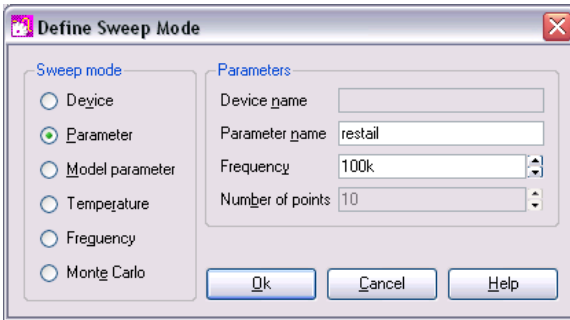 Define Sweep Mode
Sweep mode
Device
Parameter
Model parameter
Temperature
Freguency
Monte Carlo
Parameters
Device name
Parameter name restail
Frequency 100k
Number of points 10
Ok Cancel Help